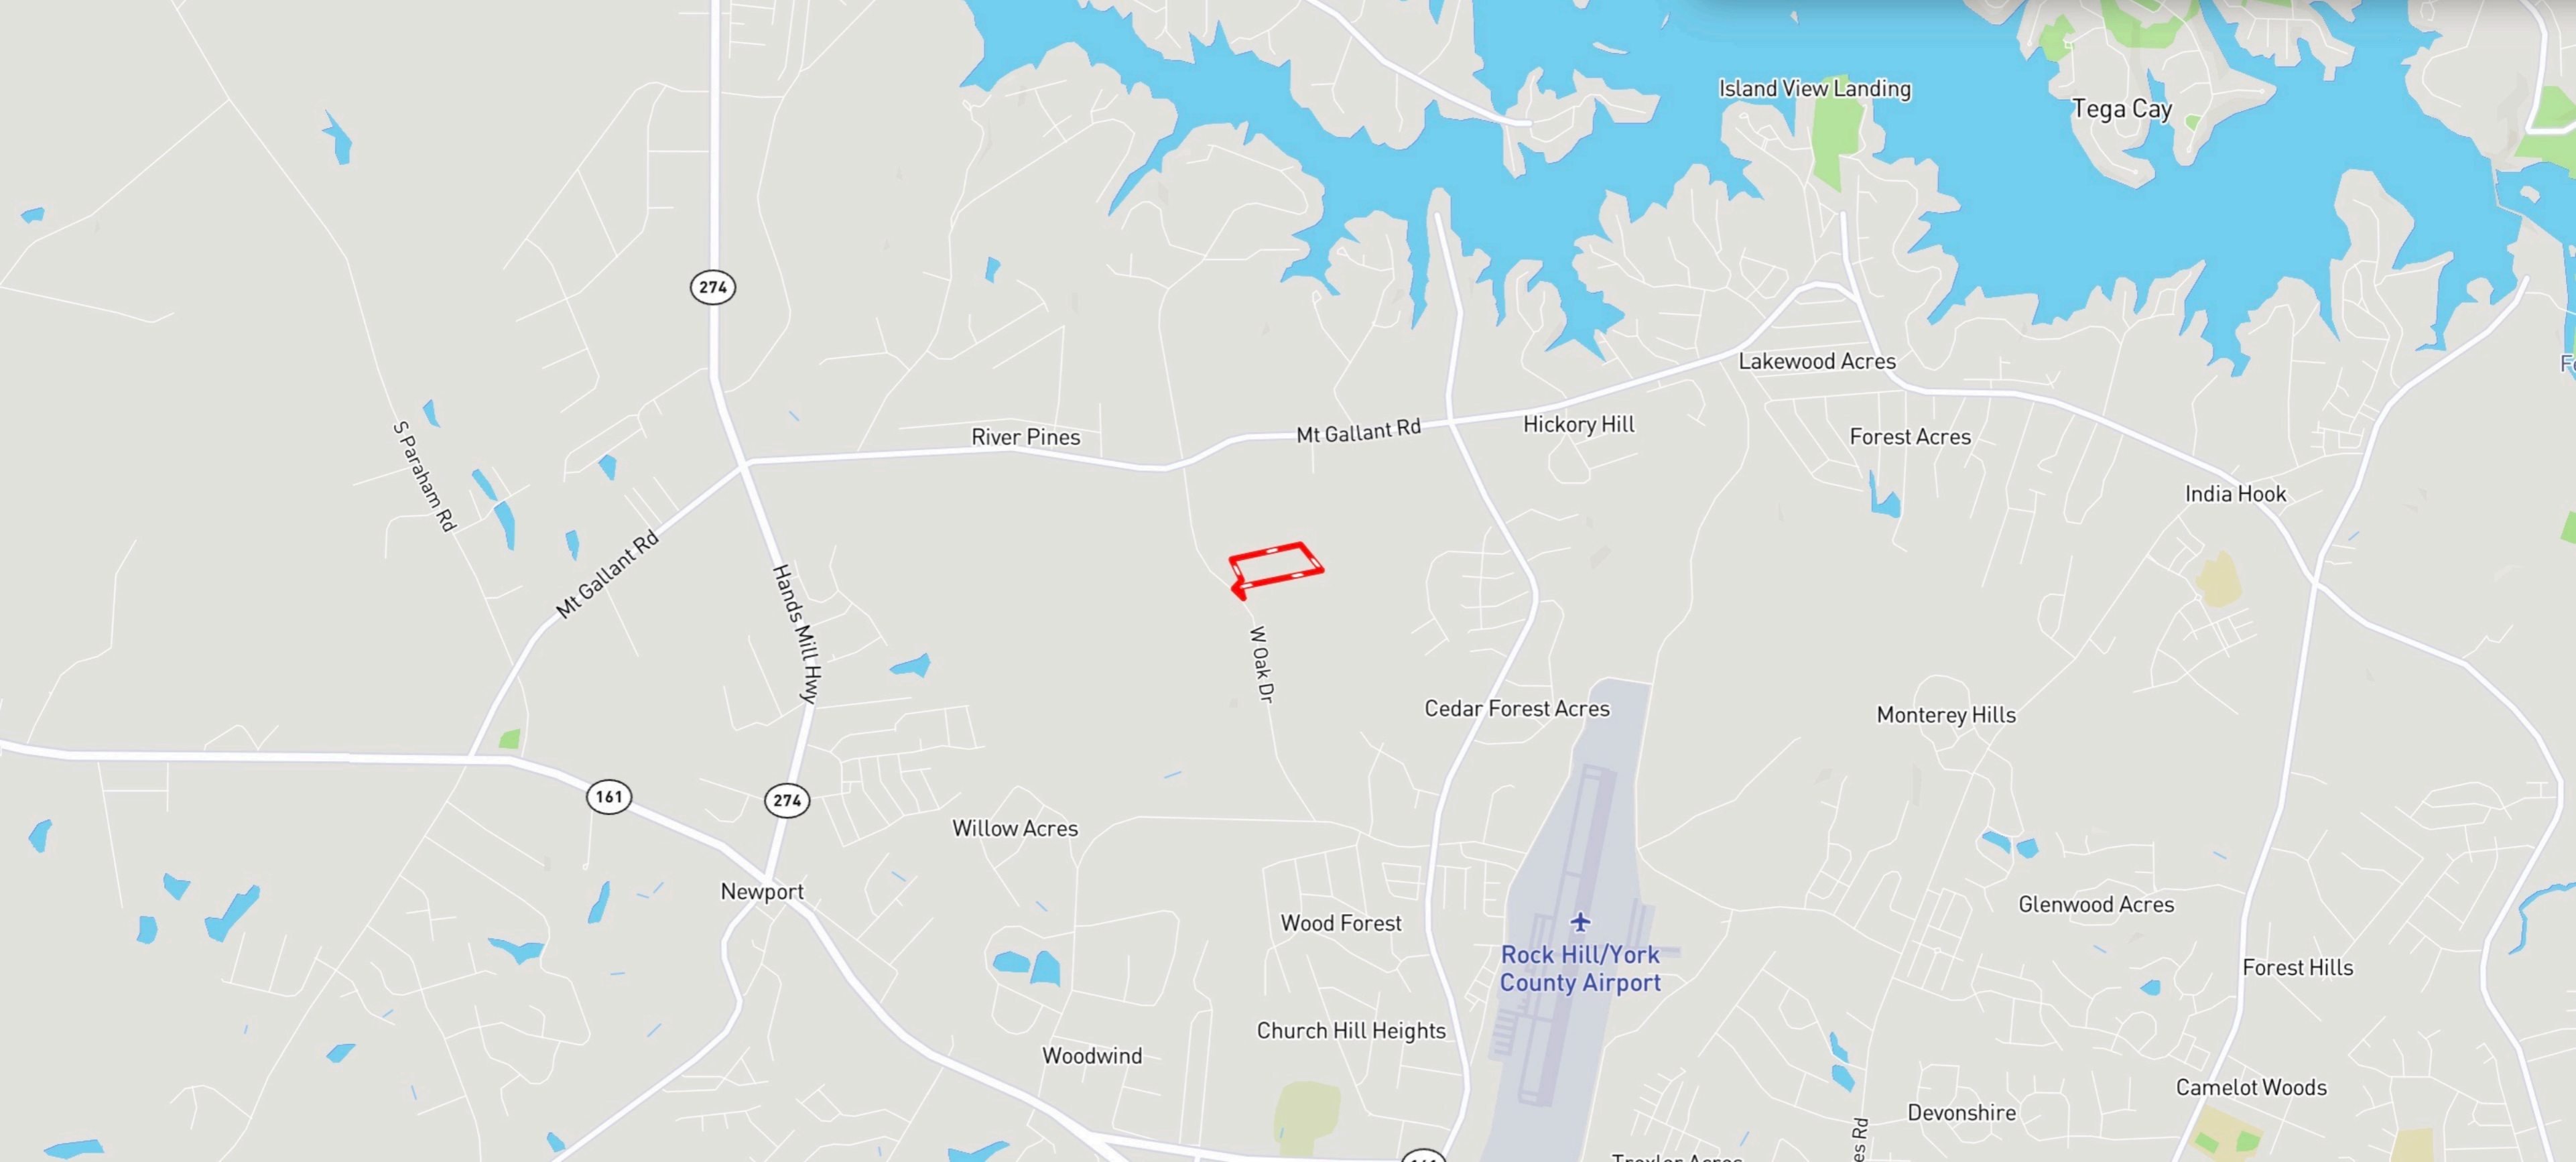 Island View Landing
Tega Cay
274
Lakewood Acres
River Pines
Mt Gallant Rd
Hickory Hill
Forest Acres
S Paraham Rd
India Hook
Mt Gallant Rd
Hands Mill Hwy
W Oak Dr
Cedar Forest Acres
Monterey Hills
161
274
Willow Acres
Newport
Glenwood Acres
Wood Forest
Rock Hill/York
County Airport
Forest Hills
Church Hill Heights
Woodwind
Camelot Woods
Devonshire